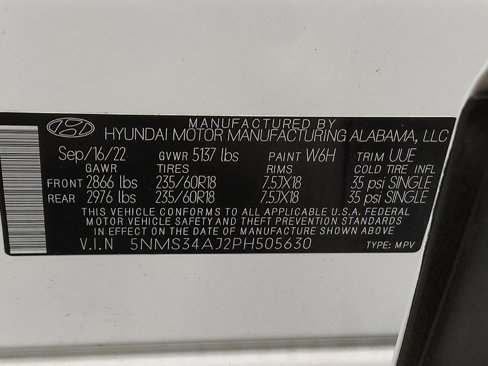 MANUFACTURED BY
HYUNDAI MOTOR MANUFACTURING ALABAMA, LLC
Sep/16/22 GVWR 5137 lbs PAINT W6H TRIM UUE
GAWR TIRES RIMS COLD TIRE INFL
FRONT 2866 lbs 235/60R18 7.5JX18 35 psi SINGLE
REAR 2976 lbs 235/60R18 7.5JX18 35 psi SINGLE
THIS VEHICLE CONFORMS TO ALL APPLICABLE U.S.A. FEDERAL
MOTOR VEHICLE SAFETY AND THEFT PREVENTION STANDARDS
IN EFFECT ON THE DATE OF MANUFACTURE SHOWN ABOVE
V.I.N 5NMS34AJ2PH505630 TYPE: MPV